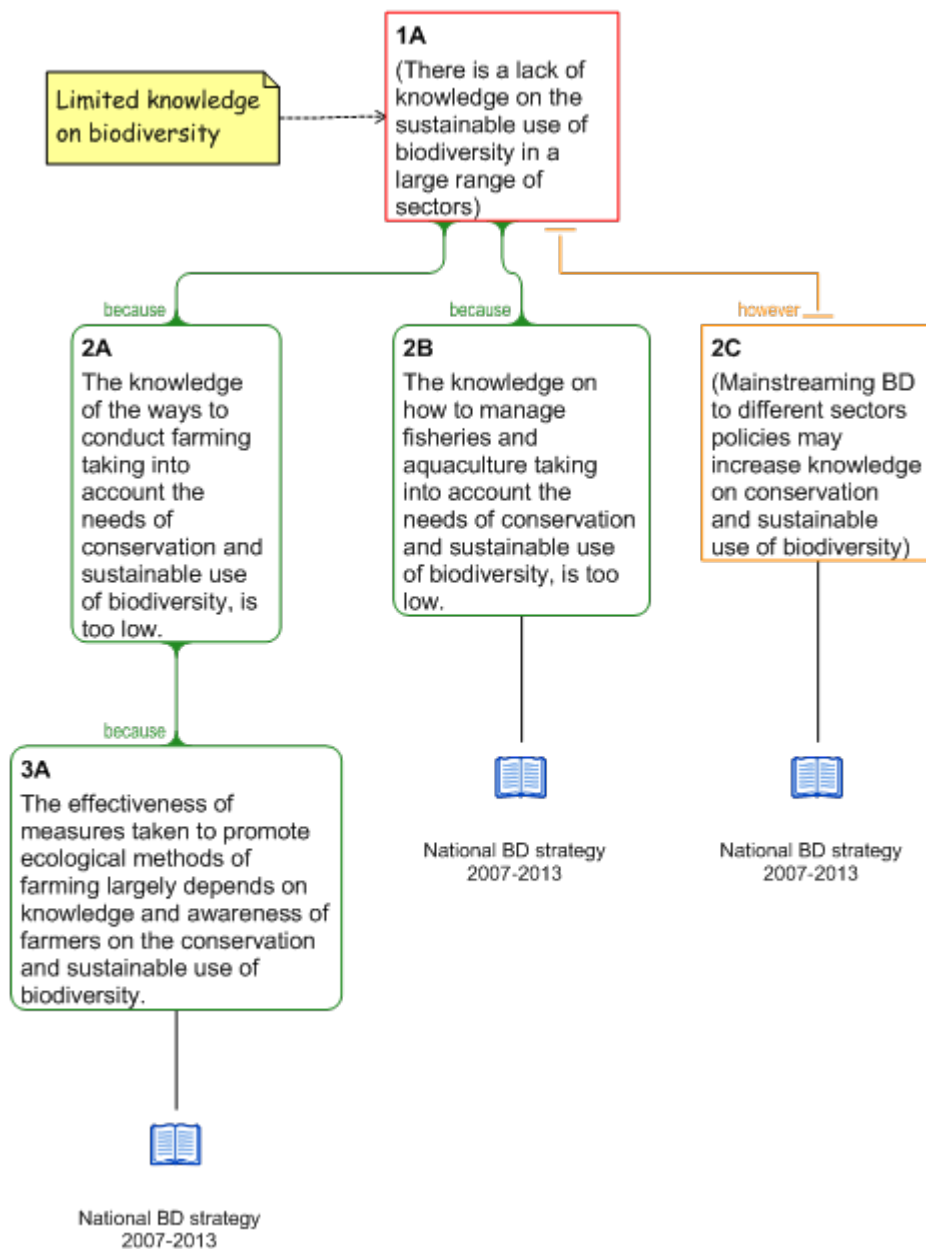 1A
(There is a lack of
knowledge on the
sustainable use of
biodiversity in a
large range of
sectors)
Limited knowledge
on biodiversity
because
2A
The knowledge
of the ways to
conduct farming
taking into
account the
needs of
conservation and
sustainable use
of biodiversity, is
too low.
because
2B
The knowledge on
how to manage
fisheries and
aquaculture taking
into account the
needs of conservation
and sustainable use
of biodiversity, is too
low.
however
2C
(Mainstreaming BD
to different sectors
policies may
increase knowledge
on conservation
and sustainable
use of biodiversity)
because
3A
The effectiveness of
measures taken to promote
ecological methods of
farming largely depends on
knowledge and awareness of
farmers on the conservation
and sustainable use of
biodiversity.
National BD strategy
2007-2013
National BD strategy
2007-2013
National BD strategy
2007-2013